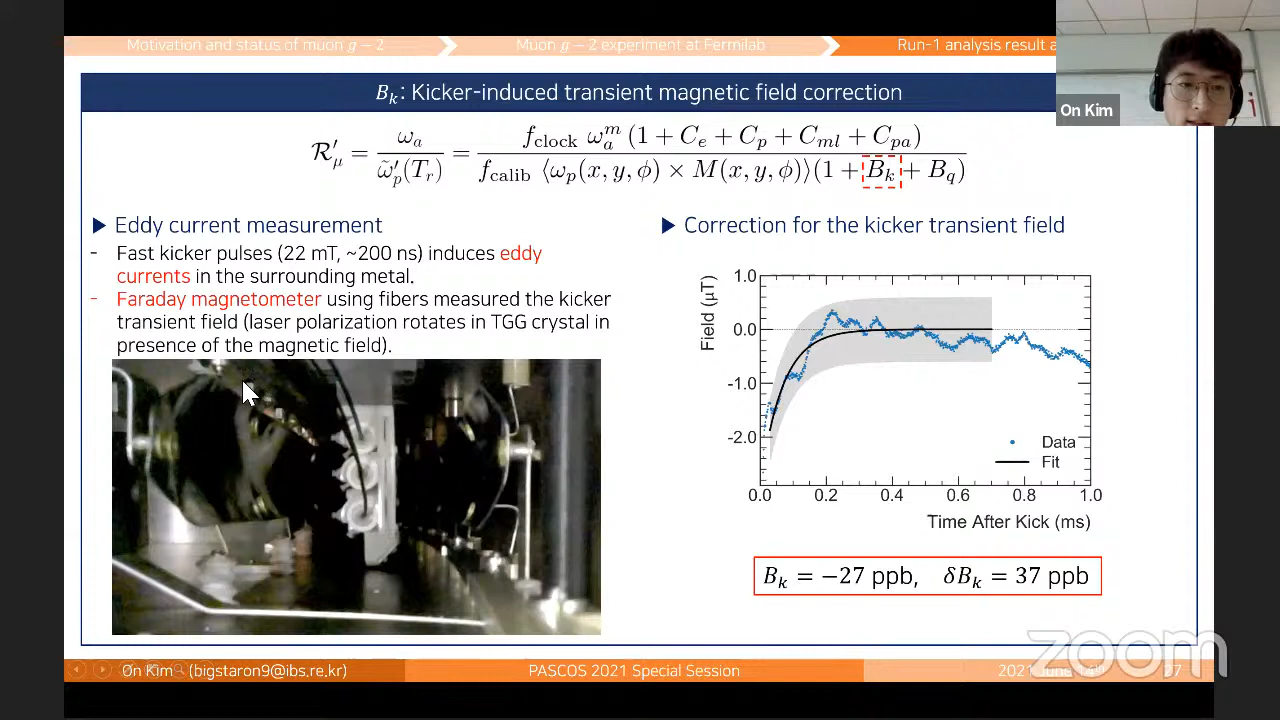 Motivation and status of muon g − 2
Muon g − 2 experiment at Fermilab
Run-1 analysis result a
On Kim
B_k: Kicker-induced transient magnetic field correction
ℛ′_μ = ω_a / ω̃′_p(T_r) = f_clock ω_a^m (1 + C_e + C_p + C_ml + C_pa) / f_calib ⟨ω_p(x, y, ϕ) × M(x, y, ϕ)⟩(1 + B_k + B_q)
▶ Eddy current measurement
- Fast kicker pulses (22 mT, ~200 ns) induces eddy
currents in the surrounding metal.
- Faraday magnetometer using fibers measured the kicker
transient field (laser polarization rotates in TGG crystal in
presence of the magnetic field).
▶ Correction for the kicker transient field
Field (μT)
1.0
0.0
-1.0
-2.0
Data
Fit
0.0 0.2 0.4 0.6 0.8 1.0
Time After Kick (ms)
B_k = −27 ppb, δB_k = 37 ppb
On Kim (bigstaron9@ibs.re.kr)
PASCOS 2021 Special Session
2021 June 14th
27
zoom